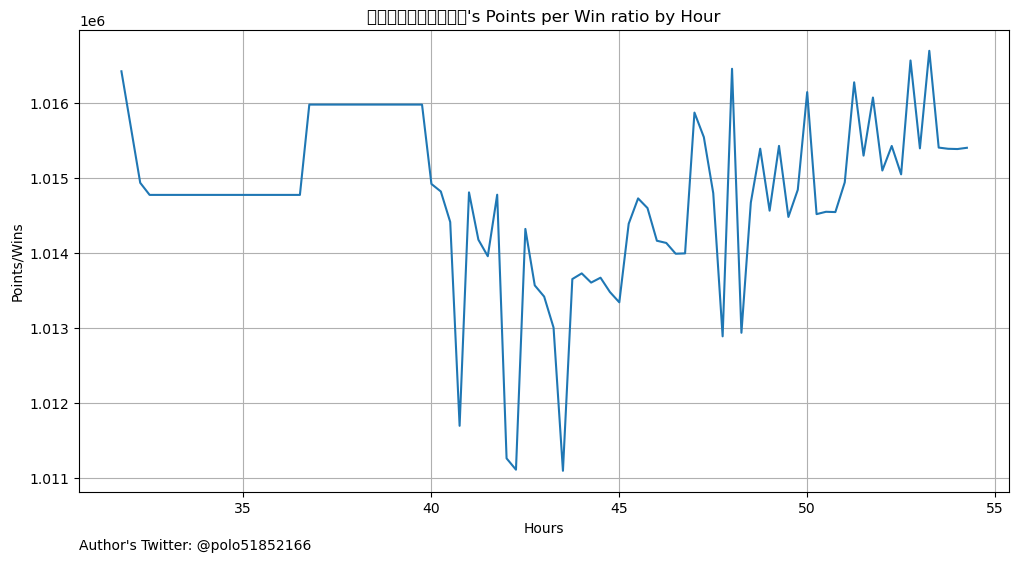 's Points per Win ratio by Hour
1e6
Points/Wins
1.016
1.015
1.014
1.013
1.012
1.011
35 40 45 50 55
Hours
Author's Twitter: @polo51852166